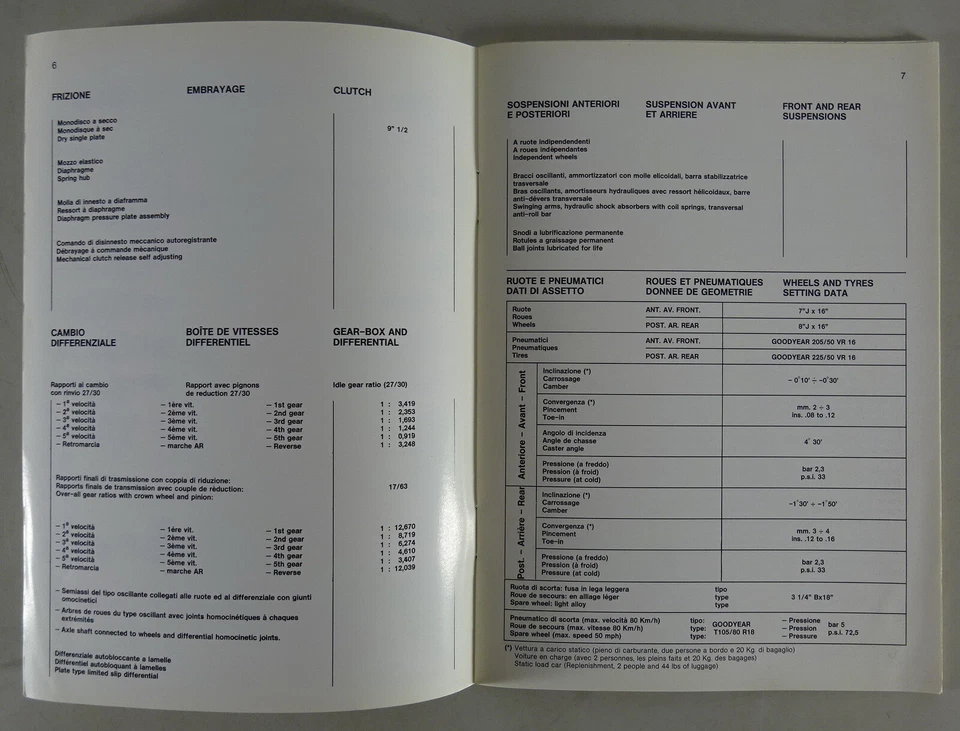 6
FRIZIONE EMBRAYAGE CLUTCH
Monodisco a secco
Monodisque à sec
Dry single plate
9" 1/2
Mozzo elastico
Diaphragme
Spring hub
Molla di innesto a diaframma
Ressort à diaphragme
Diaphragm pressure plate assembly
Comando di disinnesto meccanico autoregistrante
Débrayage à commande mécanique
Mechanical clutch release self adjusting
CAMBIO BOÎTE DE VITESSES GEAR-BOX AND
DIFFERENZIALE DIFFERENTIEL DIFFERENTIAL
Rapporti al cambio Rapport avec pignons Idle gear ratio (27/30)
con rinvio 27/30 de reduction 27/30
– 1ª velocità – 1ère vit. – 1st gear 1 : 3,419
– 2ª velocità – 2ème vit. – 2nd gear 1 : 2,353
– 3ª velocità – 3ème vit. – 3rd gear 1 : 1,693
– 4ª velocità – 4ème vit. – 4th gear 1 : 1,244
– 5ª velocità – 5ème vit. – 5th gear 1 : 0,919
– Retromarcia – marche AR – Reverse 1 : 3,248
Rapporti finali di trasmissione con coppia di riduzione:
Rapports finals de transmission avec couple de réduction:
Over-all gear ratios with crown wheel and pinion:
17/63
– 1ª velocità – 1ére vit. – 1st gear 1 : 12,670
– 2ª velocità – 2ème vit. – 2nd gear 1 : 8,719
– 3ª velocità – 3ème vit. – 3rd gear 1 : 6,274
– 4ª velocità – 4ème vit. – 4th gear 1 : 4,610
– 5ª velocità – 5ème vit. – 5th gear 1 : 3,407
– Retromarcia – marche AR – Reverse 1 : 12,039
– Semiassi del tipo oscillante collegati alle ruote ed al differenziale con giunti
omocinetici
– Arbres de roues du type oscillant avec joints homocinétiques à chaques
extrémités
– Axle shaft connected to wheels and differential homocinetic joints.
Differenziale autobloccante a lamelle
Différentiel autobloquant à lamelles
Plate type limited slip differential
7
SOSPENSIONI ANTERIORI SUSPENSION AVANT FRONT AND REAR
E POSTERIORI ET ARRIERE SUSPENSIONS
A ruote indipendendenti
A roues indépendantes
Independent wheels
Bracci oscillanti, ammortizzatori con molle elicoidali, barra stabilizzatrice
trasversale
Bras oscillants, amortisseurs hydrauliques avec ressort hélicoidaux, barre
anti-dévers transversale
Swinging arms, hydraulic shock absorbers with coil springs, transversal
anti-roll bar
Snodi a lubrificazione permanente
Rotules a graissage permanent
Ball joints lubricated for life
RUOTE E PNEUMATICI ROUES ET PNEUMATIQUES WHEELS AND TYRES
DATI DI ASSETTO DONNEE DE GEOMETRIE SETTING DATA
Ruote
Roues
Wheels
ANT. AV. FRONT. 7"J x 16"
POST. AR. REAR 8"J x 16"
Pneumatici
Pneumatiques
Tires
ANT. AV. FRONT. GOODYEAR 205/50 VR 16
POST. AR. REAR GOODYEAR 225/50 VR 16
Anteriore – Avant – Front
Inclinazione (*)
Carrossage
Camber
– 0°10' ÷ –0°30'
Convergenza (*)
Pincement
Toe-in
mm. 2 ÷ 3
ins. .08 to .12
Angolo di incidenza
Angle de chasse
Caster angle
4° 30'
Pressione (a freddo)
Pression (à froid)
Pressure (at cold)
bar 2,3
p.s.i. 33
Post. – Arrière – Rear
Inclinazione (*)
Carrossage
Camber
–1°30' ÷ –1°50'
Convergenza (*)
Pincement
Toe-in
mm. 3 ÷ 4
ins. .12 to .16
Pressione (a freddo)
Pression (à froid)
Pressure (at cold)
bar 2,3
p.s.i. 33
Ruota di scorta: fusa in lega leggera tipo
Roue de secours: en alliage léger type
Spare wheel: light alloy type
3 1/4" Bx18"
Pneumatico di scorta (max. velocità 80 Km/h) tipo:
Roue de secours (max. vitesse 80 Km/h) type:
Spare wheel (max. speed 50 mph) type:
GOODYEAR
T105/80 R18
– Pressione
– Pression
– Pressure
bar 5
p.s.i. 72,5
(*) Vettura a carico statico (pieno di carburante, due persone a bordo e 20 Kg. di bagaglio)
Voiture en charge (avec 2 personnes, les pleins faits et 20 Kg. des bagages)
Static load car (Replenishment, 2 people and 44 lbs of luggage)